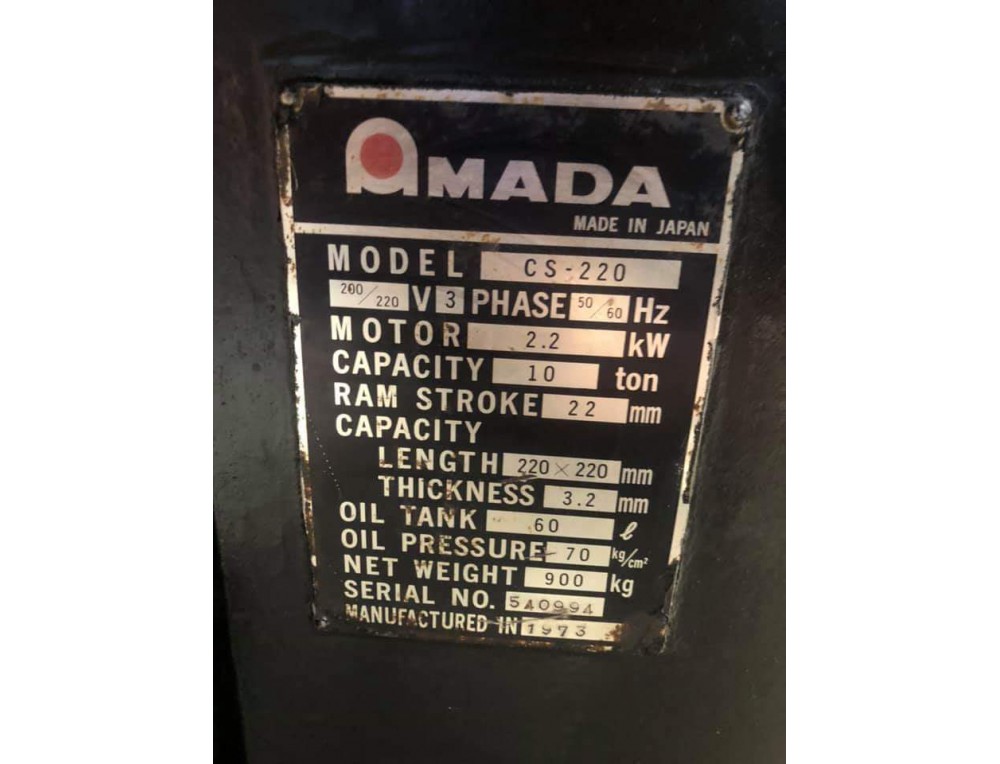 AMADA
MADE IN JAPAN
MODEL CS-220
200/220 V 3 PHASE 50/60 Hz
MOTOR 2.2 kW
CAPACITY 10 ton
RAM STROKE 22 mm
CAPACITY
LENGTH 220×220 mm
THICKNESS 3.2 mm
OIL TANK 60 ℓ
OIL PRESSURE 70 kg/cm²
NET WEIGHT 900 kg
SERIAL NO. 540994
MANUFACTURED IN 1973